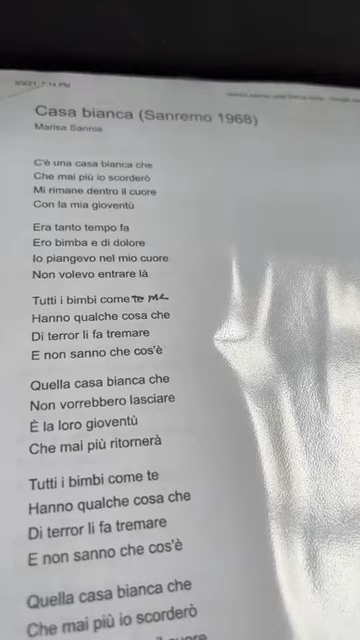 Casa bianca (Sanremo 1968)
Marisa Sannia
C'è una casa bianca che
Che mai più io scorderò
Mi rimane dentro il cuore
Con la mia gioventù
Era tanto tempo fa
Ero bimba e di dolore
Io piangevo nel mio cuore
Non volevo entrare là
Tutti i bimbi come to me
Hanno qualche cosa che
Di terror li fa tremare
E non sanno che cos'è
Quella casa bianca che
Non vorrebbero lasciare
È la loro gioventù
Che mai più ritornerà
Tutti i bimbi come te
Hanno qualche cosa che
Di terror li fa tremare
E non sanno che cos'è
Quella casa bianca che
Che mai più io scorderò
il cuore